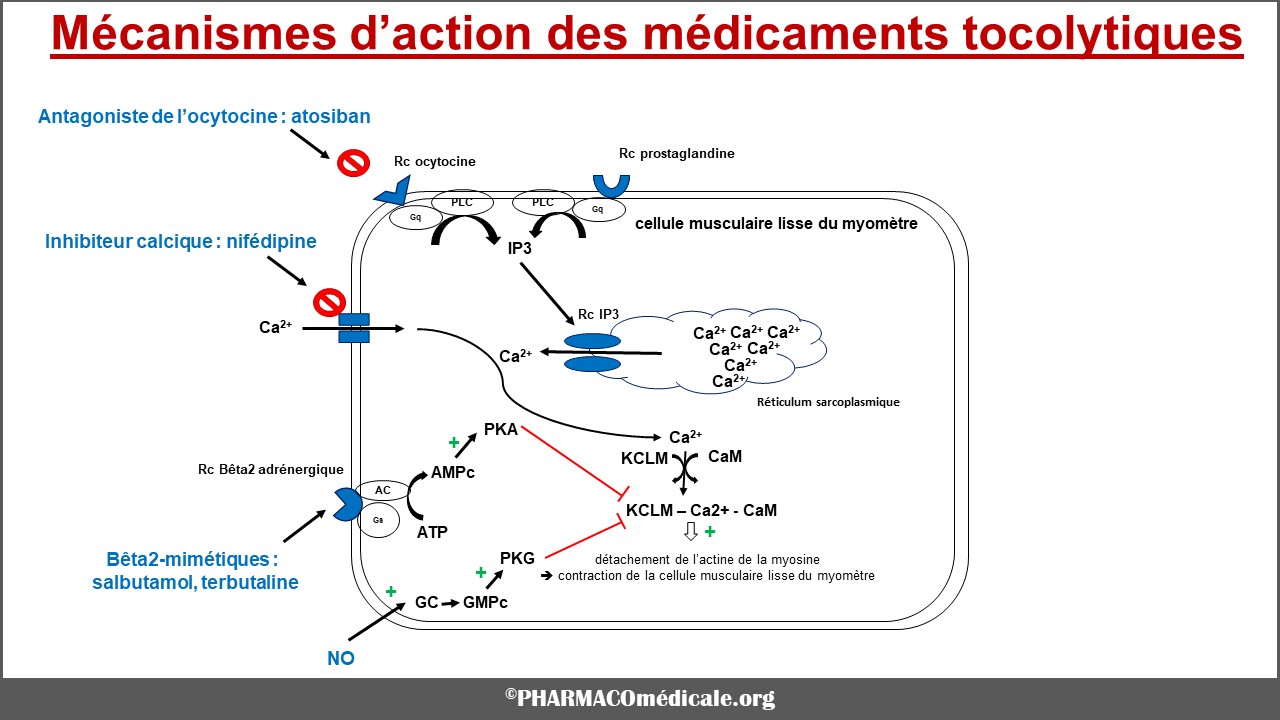 Mécanismes d’action des médicaments tocolytiques
Antagoniste de l’ocytocine : atosiban
Rc ocytocine
Rc prostaglandine
PLC
PLC
Gq
Gq
cellule musculaire lisse du myomètre
Inhibiteur calcique : nifédipine
IP3
Rc IP3
Ca²⁺
Ca²⁺ Ca²⁺ Ca²⁺
Ca²⁺ Ca²⁺
Ca²⁺
Ca²⁺
Ca²⁺
Réticulum sarcoplasmique
PKA
+
Ca²⁺
KCLM
CaM
Rc Bêta2 adrénergique
AMPc
AC
Gs
ATP
KCLM – Ca2+ - CaM
+
Bêta2-mimétiques :
salbutamol, terbutaline
PKG
détachement de l’actine de la myosine
➔ contraction de la cellule musculaire lisse du myomètre
+
+
GC
GMPc
NO
©PHARMACOmédicale.org